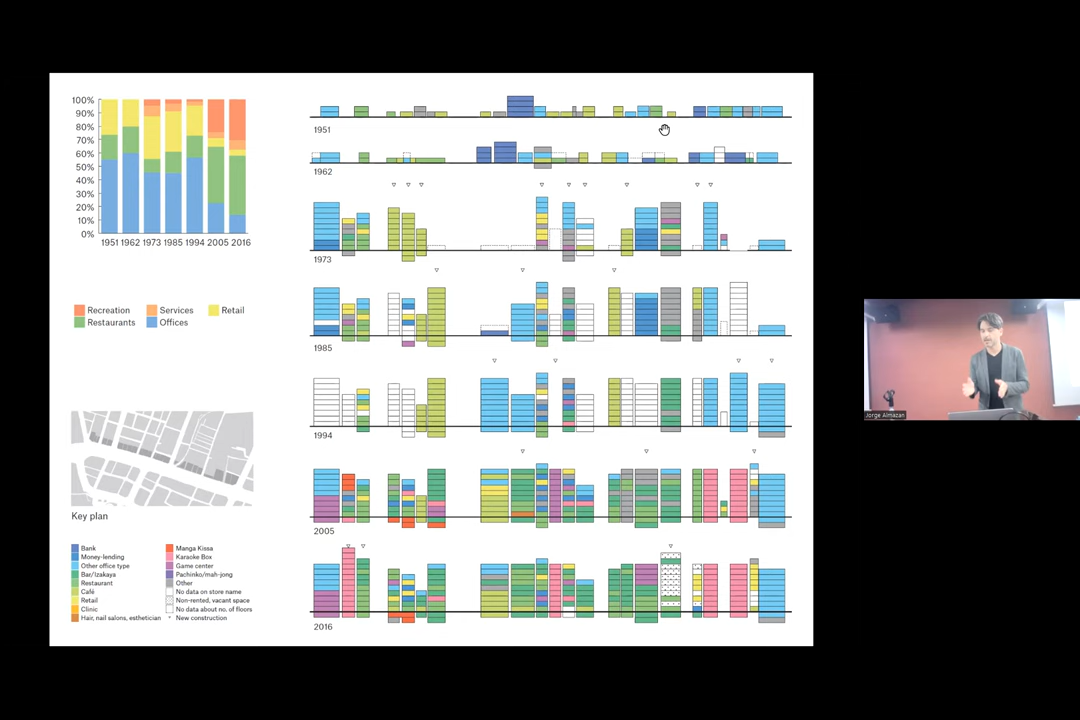 100%
90%
80%
70%
60%
50%
40%
30%
20%
10%
0%
1951 1962 1973 1985 1994 2005 2016
Recreation
Services
Retail
Restaurants
Offices
Key plan
Bank
Money-lending
Other office type
Bar/Izakaya
Restaurant
Café
Retail
Clinic
Hair, nail salons, esthetician
Manga Kissa
Karaoke Box
Game center
Pachinko/mah-jong
Other
No data on store name
Non-rented, vacant space
No data about no. of floors
New construction
1951
1962
1973
1985
1994
2005
2016
Jorge Almazan